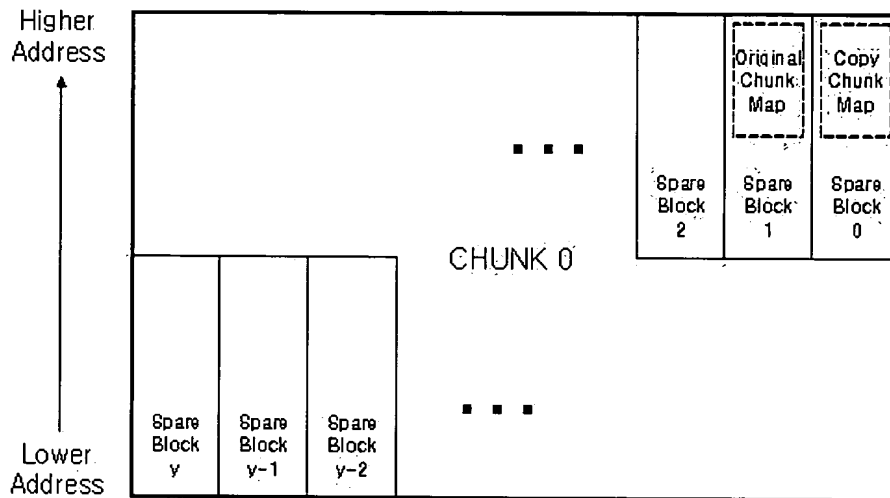 Higher
Address
Original
Chunk
Map
Copy
Chunk
Map
Spare
Block
2
Spare
Block
1
Spare
Block
0
CHUNK 0
Spare
Block
y
Spare
Block
y-1
Spare
Block
y-2
Lower
Address